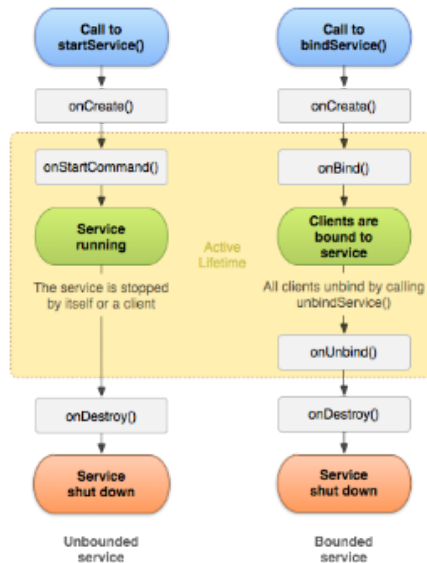 Call to
startService()
onCreate()
onStartCommand()
Service
running
The service is stopped
by itself or a client
onDestroy()
Service
shut down
Unbounded
service
Active
Lifetime
Call to
bindService()
onCreate()
onBind()
Clients are
bound to
service
All clients unbind by calling
unbindService()
onUnbind()
onDestroy()
Service
shut down
Bounded
service